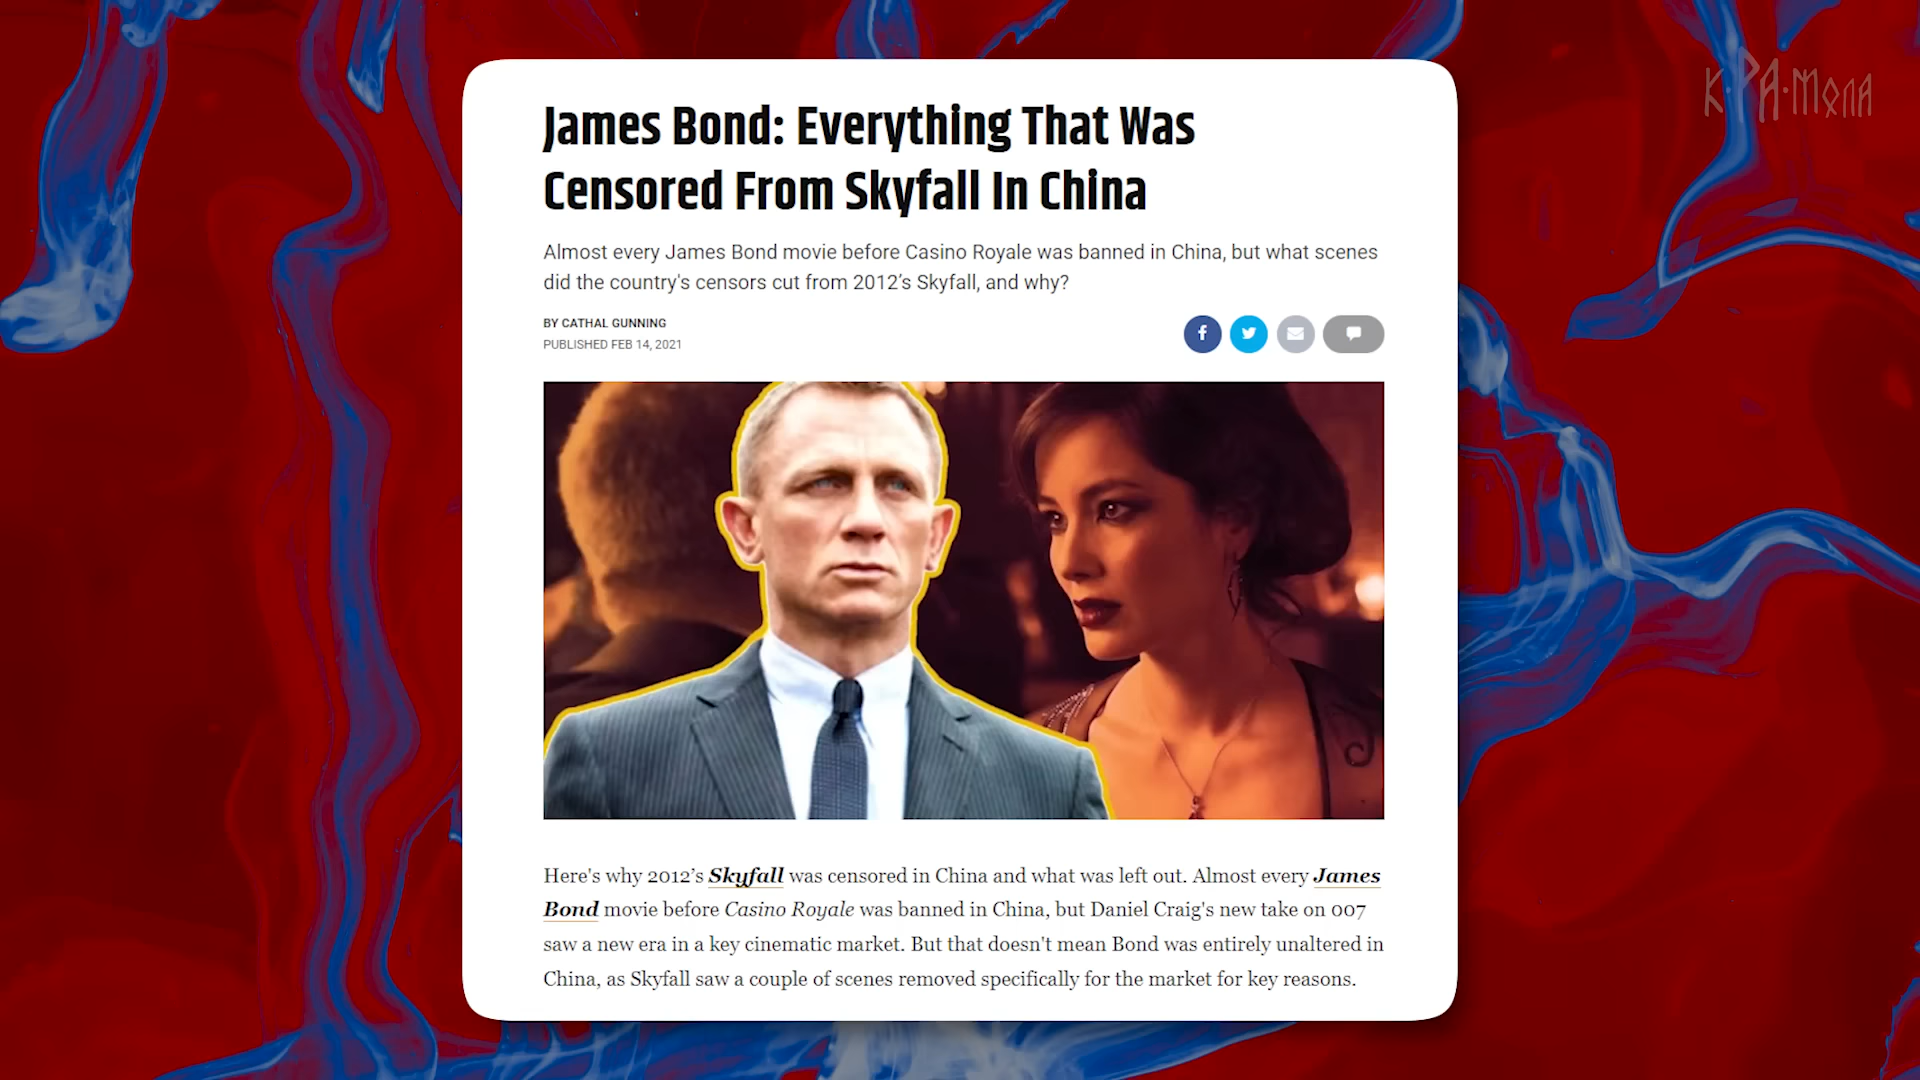 К·РА·МОЛА
James Bond: Everything That Was
Censored From Skyfall In China
Almost every James Bond movie before Casino Royale was banned in China, but what scenes
did the country's censors cut from 2012’s Skyfall, and why?
BY CATHAL GUNNING
PUBLISHED FEB 14, 2021
Here's why 2012’s Skyfall was censored in China and what was left out. Almost every James
Bond movie before Casino Royale was banned in China, but Daniel Craig's new take on 007
saw a new era in a key cinematic market. But that doesn't mean Bond was entirely unaltered in
China, as Skyfall saw a couple of scenes removed specifically for the market for key reasons.